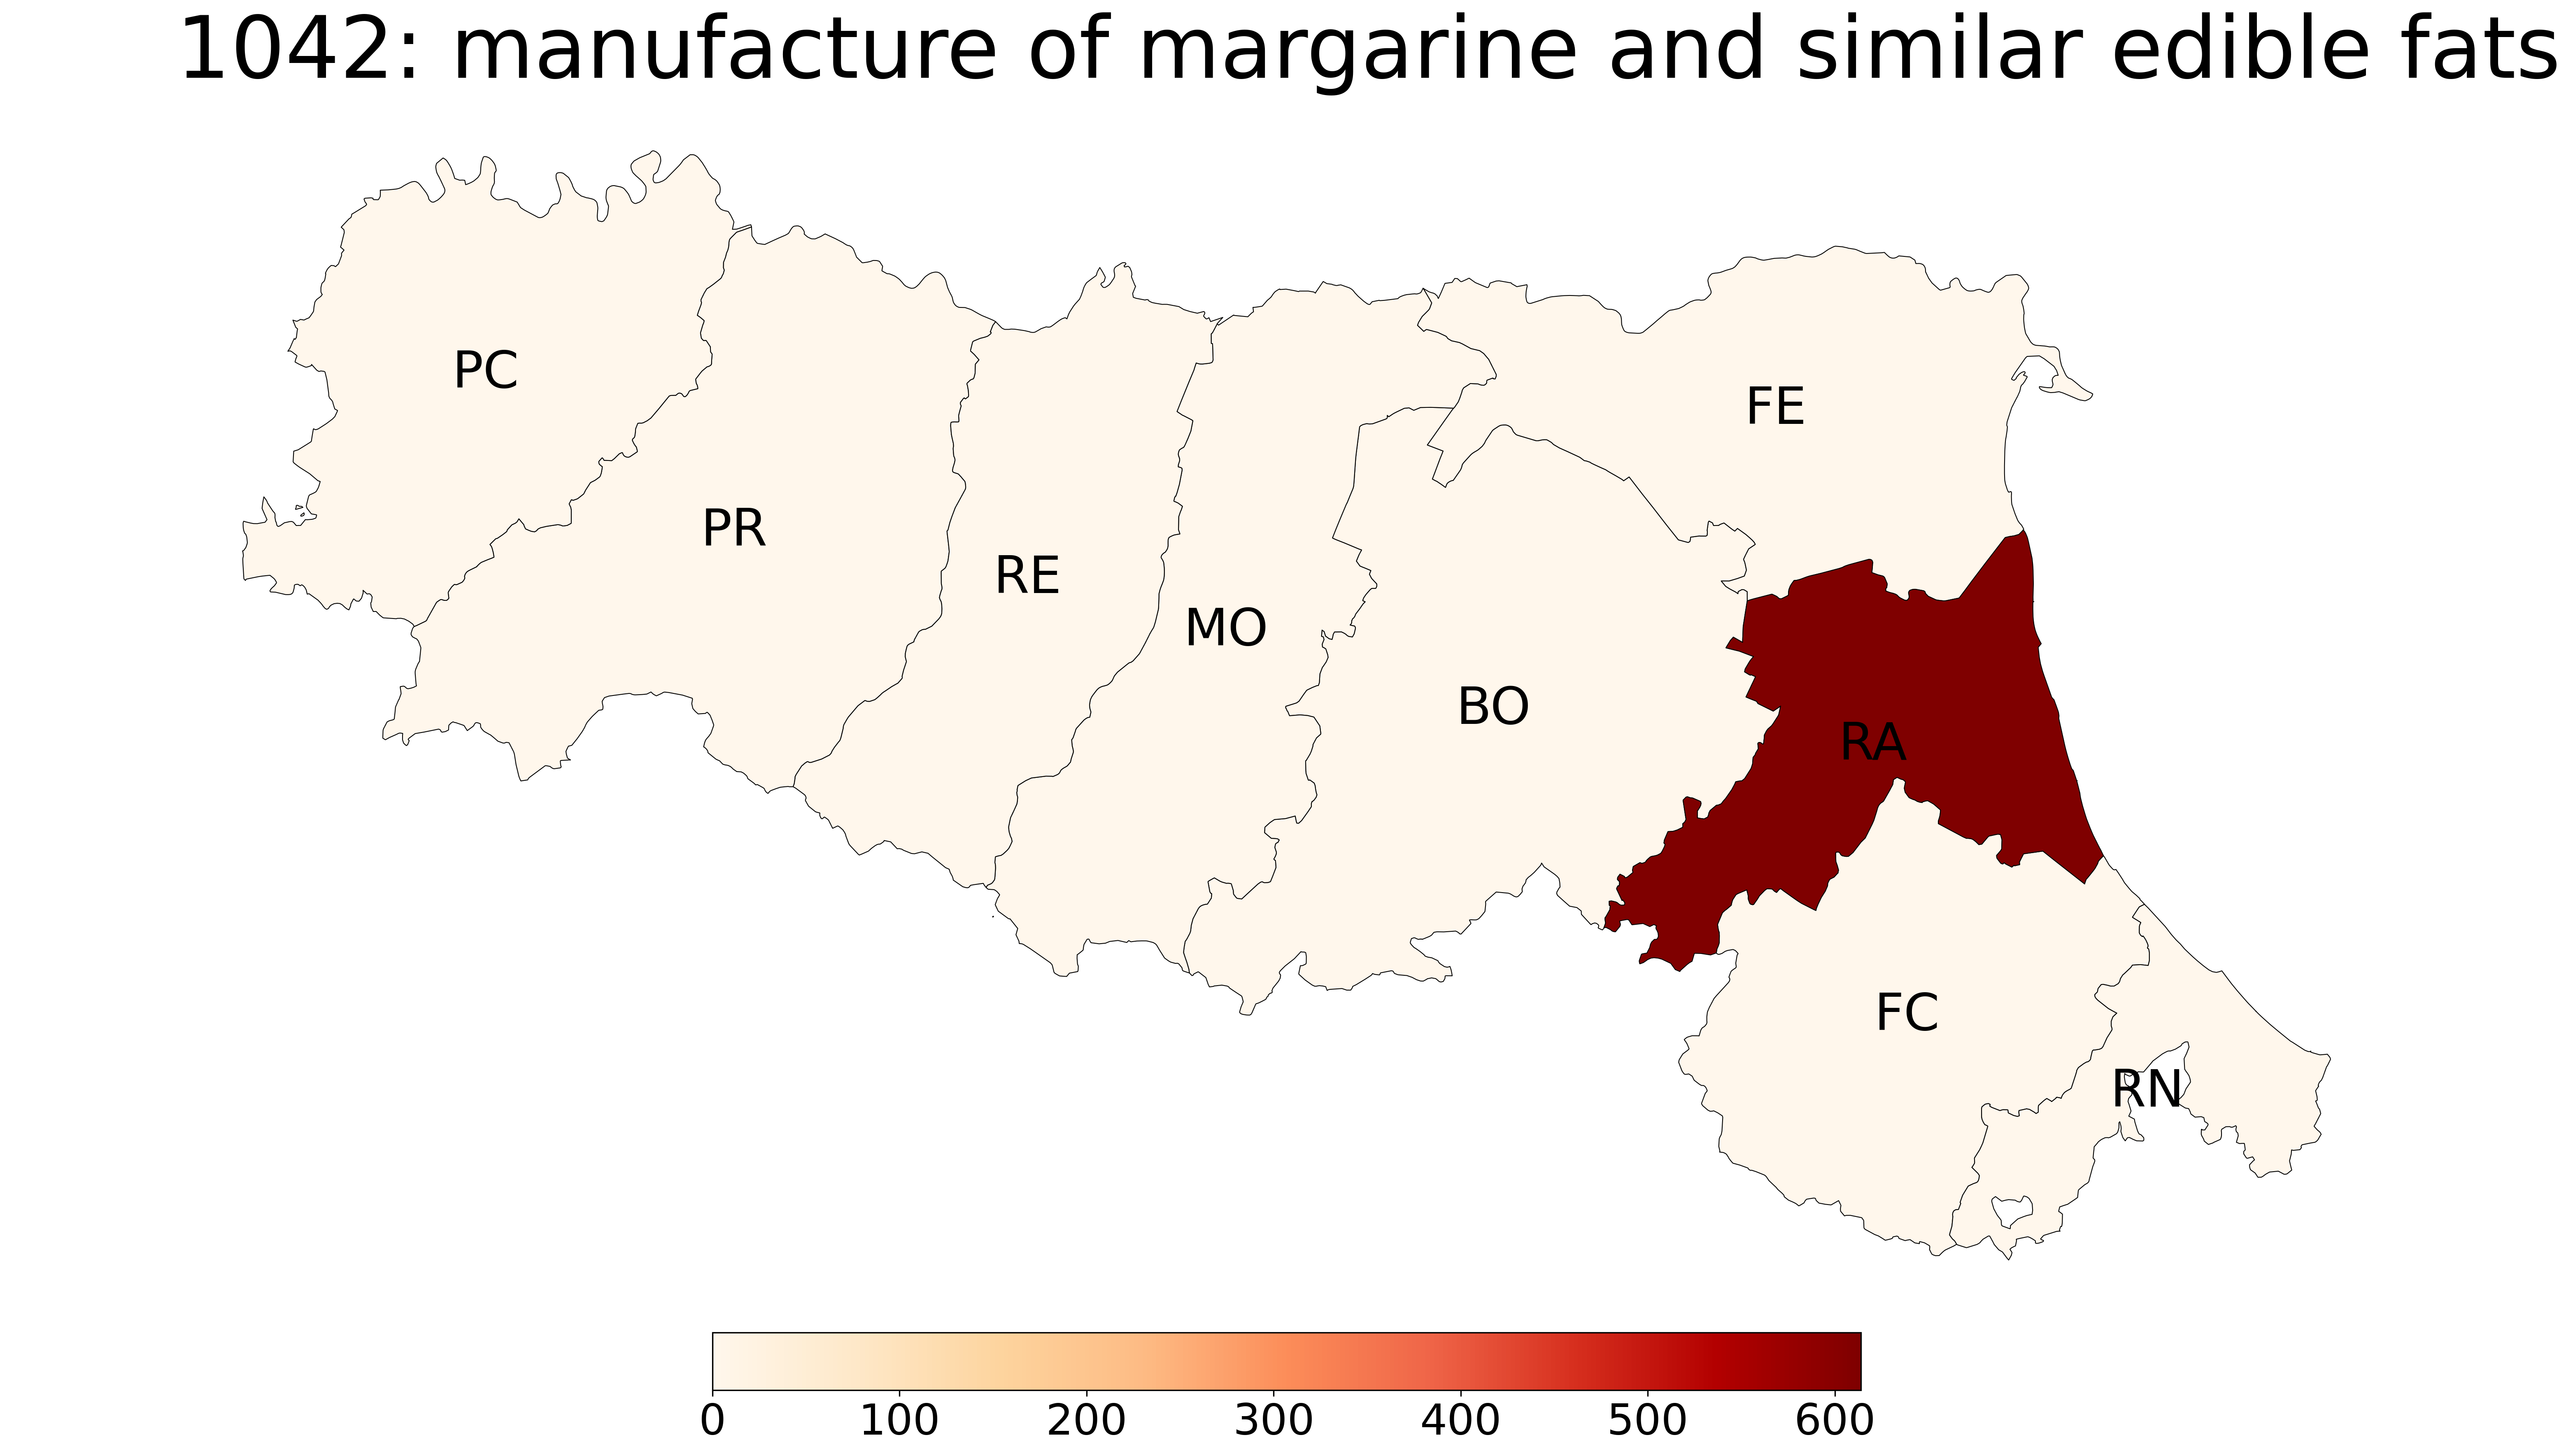 1042: manufacture of margarine and similar edible fats
PC
FE
PR
RE
MO
BO
RA
FC
RN
0 100 200 300 400 500 600